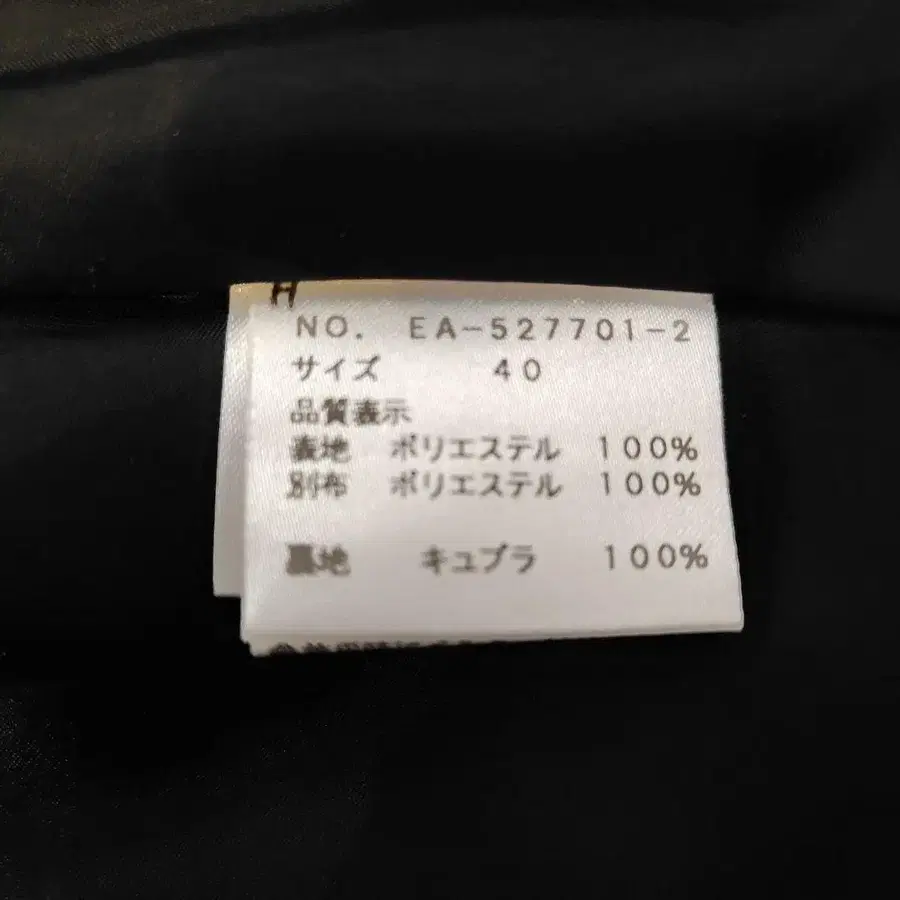 H
NO. EA-527701-2
サイズ 40
品質表示
表地 ポリエステル 100%
別布 ポリエステル 100%
裏地 キュプラ 100%